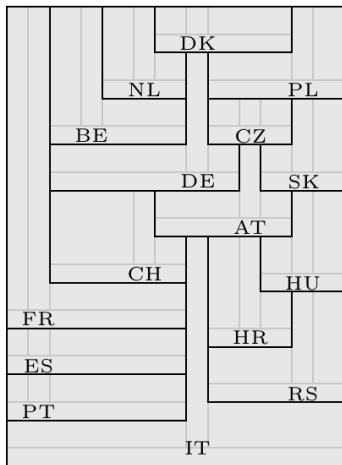 DK
NL PL
BE CZ
DE SK
AT
CH HU
FR
HR
ES
RS
PT
IT